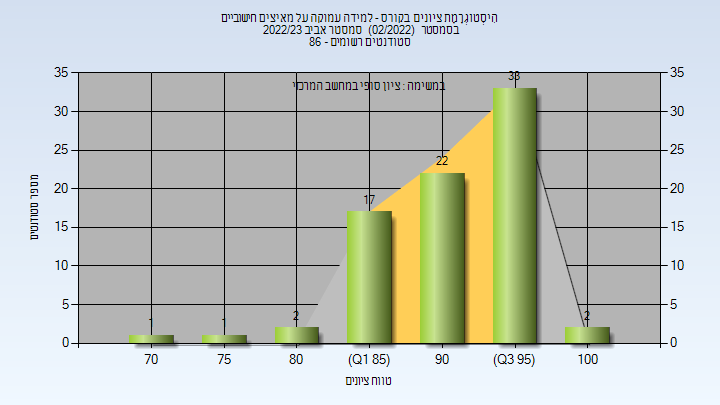 היסטוגרמת ציונים בקורס - למידה עמוקה על מאיצים חישוביים
בסמסטר (02/2022) סמסטר אביב 2022/23
סטודנטים רשומים - 86
במשימה : ציון סופי במחשב המרכזי
35 35
30 30
25 25
20 20
15 15
10 10
5 5
0 0
מספר סטודנטים
1 1 2 17 22 33 2
70 75 80 (Q1 85) 90 (Q3 95) 100
טווח ציונים